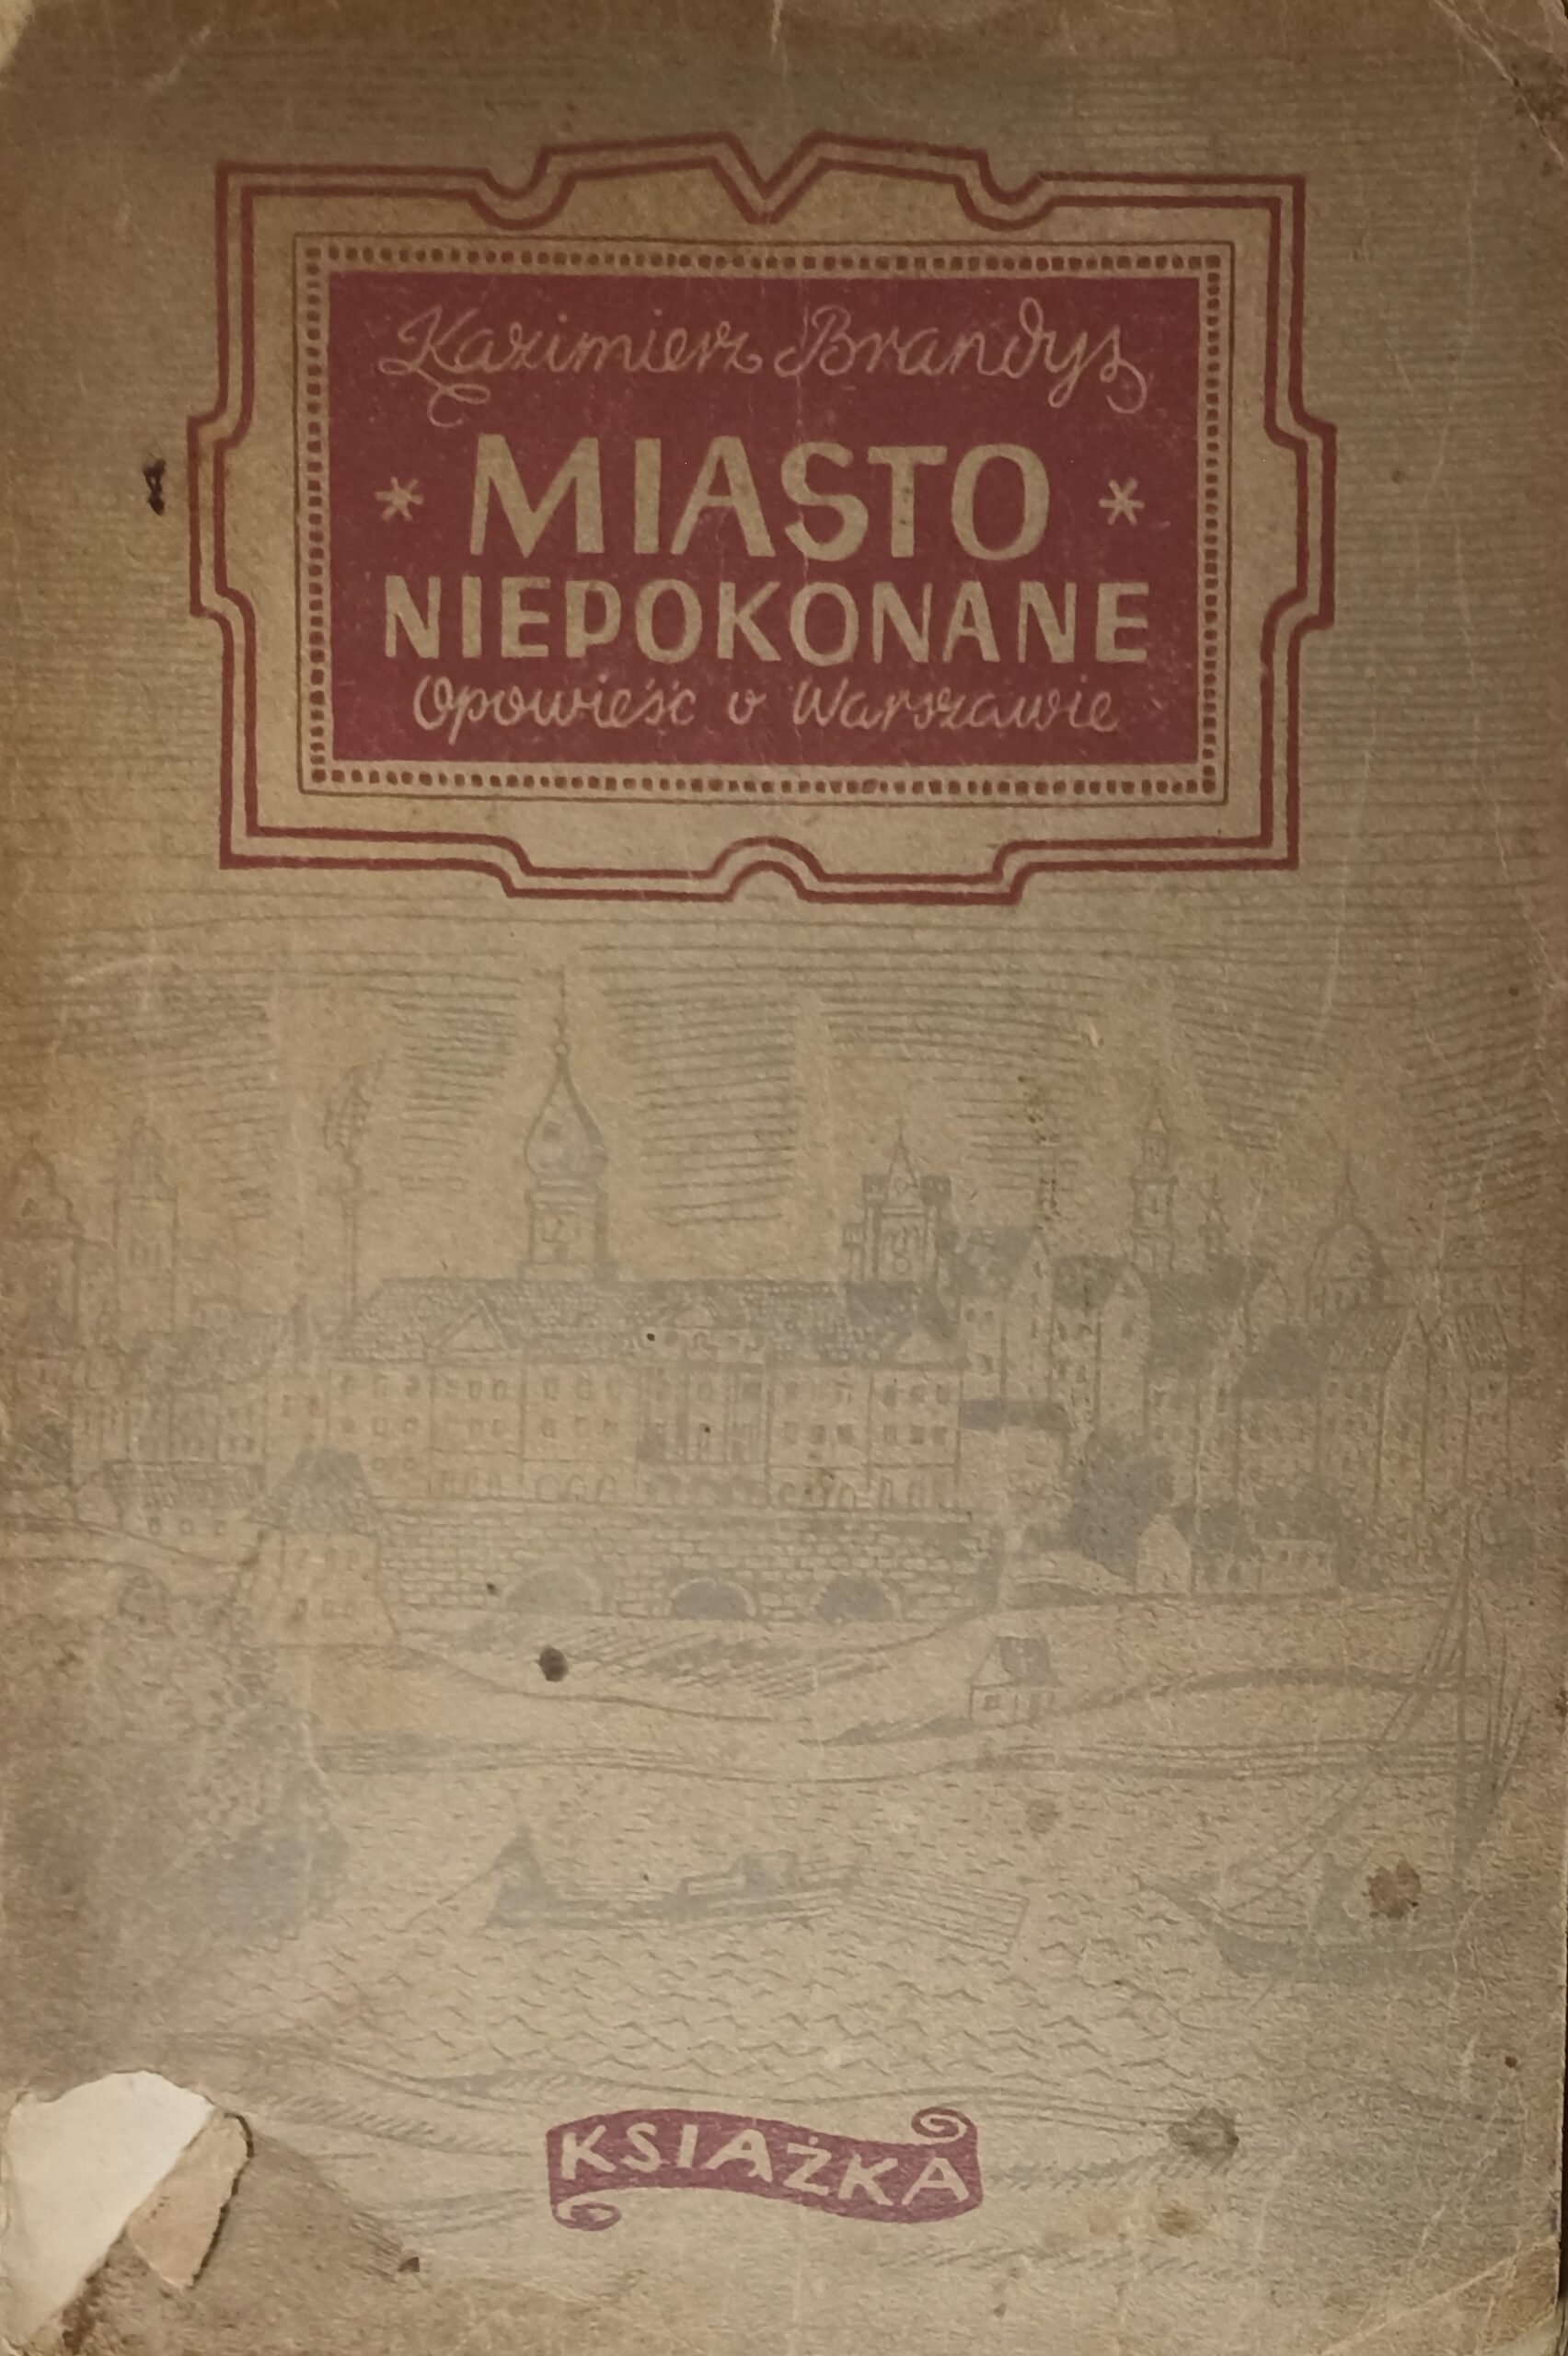 Kazimierz Brandys
* MIASTO *
NIEPOKONANE
Opowieść o Warszawie
KSIĄŻKA